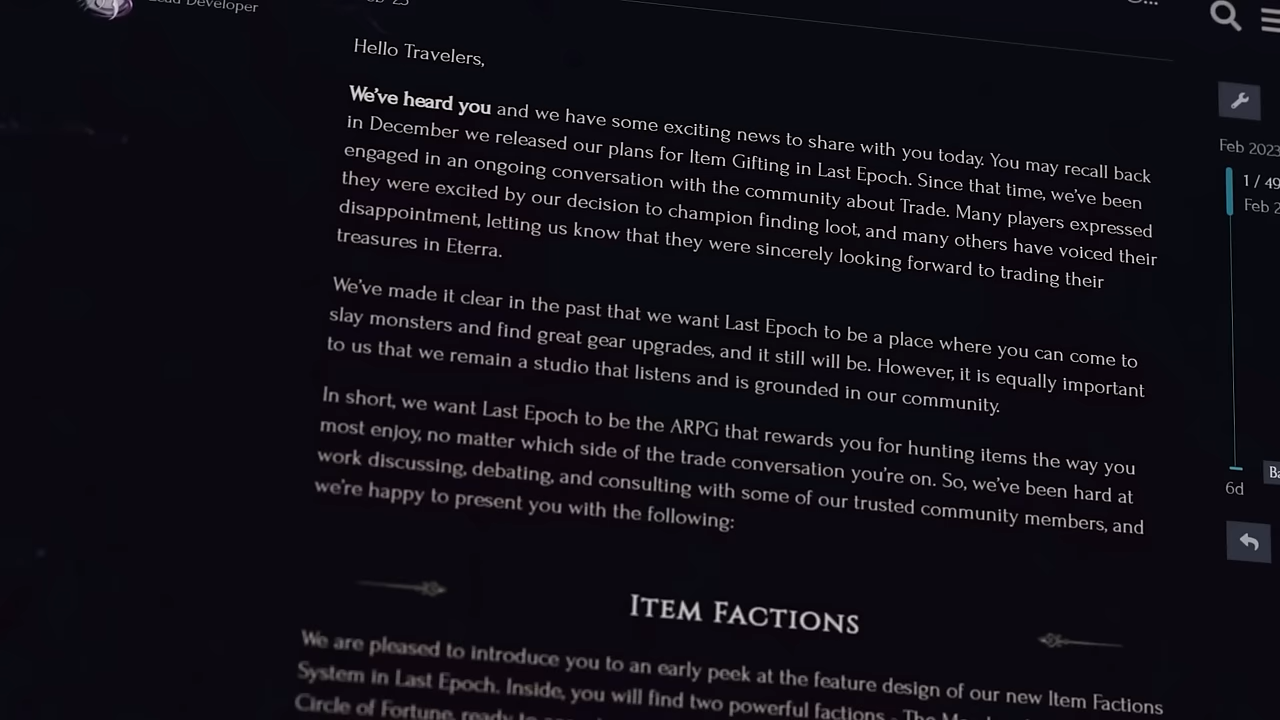 Lead Developer
Hello Travelers,
We've heard you and we have some exciting news to share with you today. You may recall back
in December we released our plans for Item Gifting in Last Epoch. Since that time, we've been
engaged in an ongoing conversation with the community about Trade. Many players expressed
they were excited by our decision to champion finding loot, and many others have voiced their
disappointment, letting us know that they were sincerely looking forward to trading their
treasures in Eterra.
We've made it clear in the past that we want Last Epoch to be a place where you can come to
slay monsters and find great gear upgrades, and it still will be. However, it is equally important
to us that we remain a studio that listens and is grounded in our community.
In short, we want Last Epoch to be the ARPG that rewards you for hunting items the way you
most enjoy, no matter which side of the trade conversation you're on. So, we've been hard at
work discussing, debating, and consulting with some of our trusted community members, and
we're happy to present you with the following:
ITEM FACTIONS
We are pleased to introduce you to an early peek at the feature design of our new Item Factions
System in Last Epoch. Inside, you will find two powerful factions - The
Circle of Fortune, ready to
Feb 2023
1 / 49
Feb 2
6d
Ba